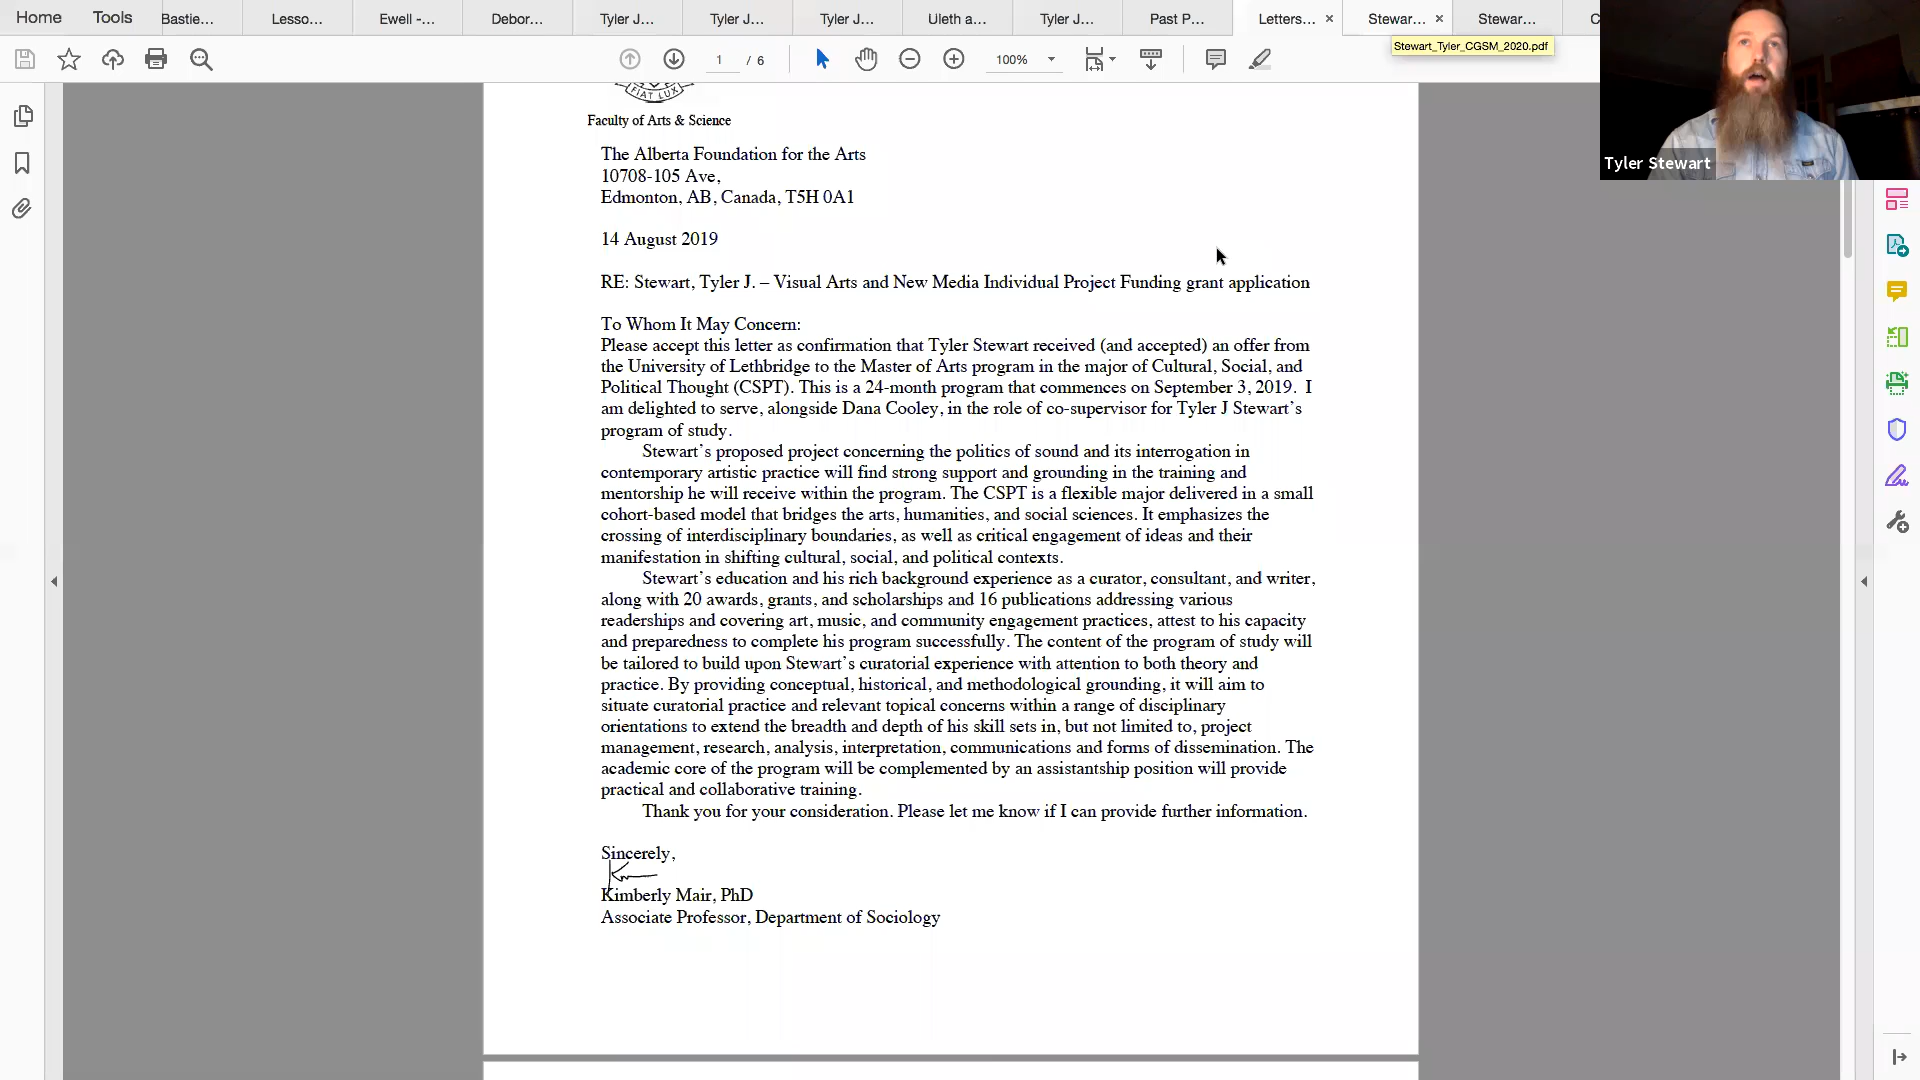 Home
Tools
Bastie...
Lesso...
Ewell -...
Debor...
Tyler J...
Tyler J...
Tyler J...
Uleth a...
Tyler J...
Past P...
Letters...
Stewar...
Stewar...
C
Stewart_Tyler_CGSM_2020.pdf
1 / 6
100%
Tyler Stewart
FIAT LUX
Faculty of Arts & Science
The Alberta Foundation for the Arts
10708-105 Ave,
Edmonton, AB, Canada, T5H 0A1
14 August 2019
RE: Stewart, Tyler J. – Visual Arts and New Media Individual Project Funding grant application
To Whom It May Concern:
Please accept this letter as confirmation that Tyler Stewart received (and accepted) an offer from
the University of Lethbridge to the Master of Arts program in the major of Cultural, Social, and
Political Thought (CSPT). This is a 24-month program that commences on September 3, 2019. I
am delighted to serve, alongside Dana Cooley, in the role of co-supervisor for Tyler J Stewart’s
program of study.
Stewart’s proposed project concerning the politics of sound and its interrogation in
contemporary artistic practice will find strong support and grounding in the training and
mentorship he will receive within the program. The CSPT is a flexible major delivered in a small
cohort-based model that bridges the arts, humanities, and social sciences. It emphasizes the
crossing of interdisciplinary boundaries, as well as critical engagement of ideas and their
manifestation in shifting cultural, social, and political contexts.
Stewart’s education and his rich background experience as a curator, consultant, and writer,
along with 20 awards, grants, and scholarships and 16 publications addressing various
readerships and covering art, music, and community engagement practices, attest to his capacity
and preparedness to complete his program successfully. The content of the program of study will
be tailored to build upon Stewart’s curatorial experience with attention to both theory and
practice. By providing conceptual, historical, and methodological grounding, it will aim to
situate curatorial practice and relevant topical concerns within a range of disciplinary
orientations to extend the breadth and depth of his skill sets in, but not limited to, project
management, research, analysis, interpretation, communications and forms of dissemination. The
academic core of the program will be complemented by an assistantship position will provide
practical and collaborative training.
Thank you for your consideration. Please let me know if I can provide further information.
Sincerely,
Kimberly Mair, PhD
Associate Professor, Department of Sociology